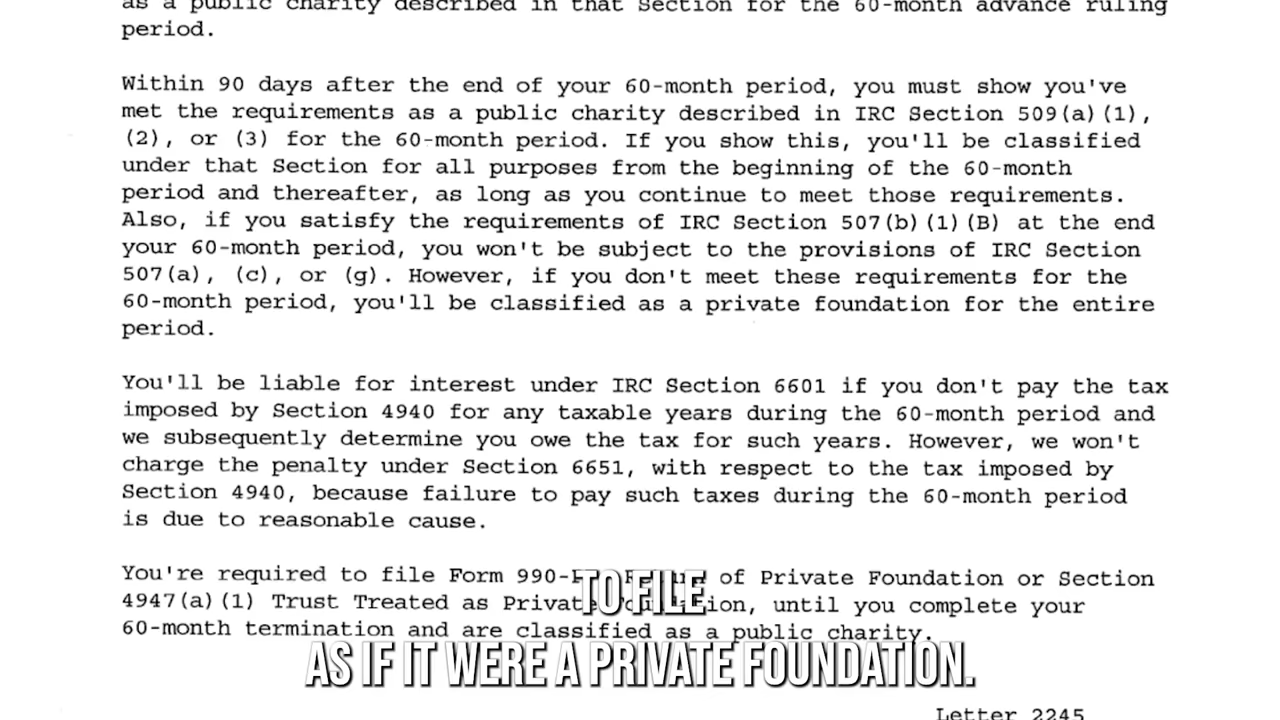 as a public charity described in that Section for the 60-month advance ruling
period.
Within 90 days after the end of your 60-month period, you must show you've
met the requirements as a public charity described in IRC Section 509(a)(1),
(2), or (3) for the 60-month period. If you show this, you'll be classified
under that Section for all purposes from the beginning of the 60-month
period and thereafter, as long as you continue to meet those requirements.
Also, if you satisfy the requirements of IRC Section 507(b)(1)(B) at the end
your 60-month period, you won't be subject to the provisions of IRC Section
507(a), (c), or (g). However, if you don't meet these requirements for the
60-month period, you'll be classified as a private foundation for the entire
period.
You'll be liable for interest under IRC Section 6601 if you don't pay the tax
imposed by Section 4940 for any taxable years during the 60-month period and
we subsequently determine you owe the tax for such years. However, we won't
charge the penalty under Section 6651, with respect to the tax imposed by
Section 4940, because failure to pay such taxes during the 60-month period
is due to reasonable cause.
You're required to file Form of Private Foundation or Section
4947(a)(1) Trust Treated as Private until you complete your
60-month termination and are classified as a public charity.
TO FILE
AS IF IT WERE A PRIVATE FOUNDATION.
Letter 2245